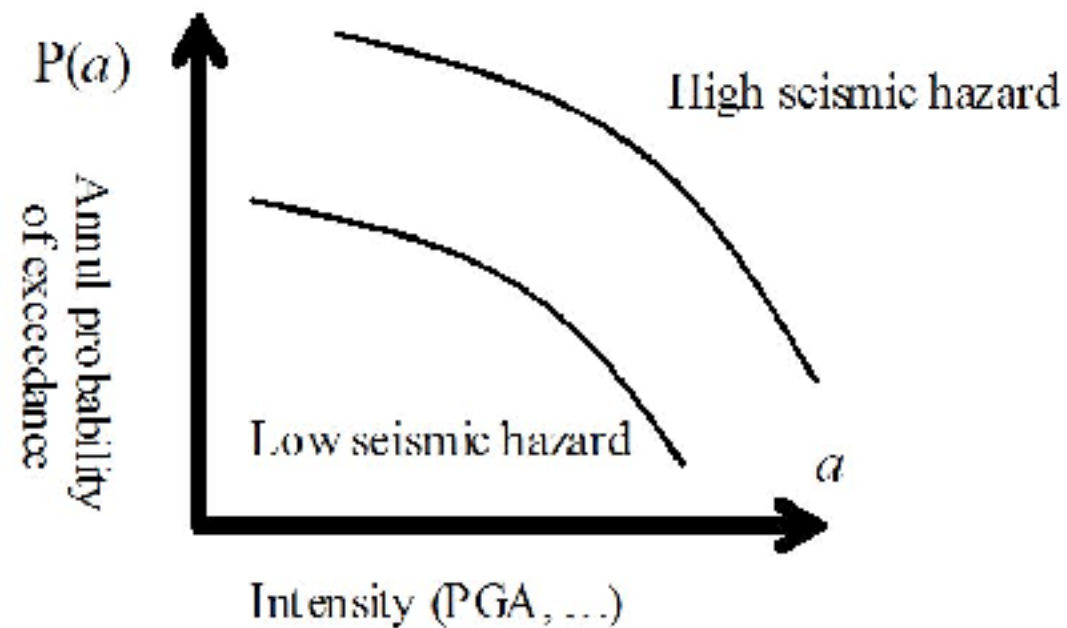 P(a)
High seismic hazard
Annul probability
of exceedance
Low seismic hazard
a
Intensity (PGA, ...)